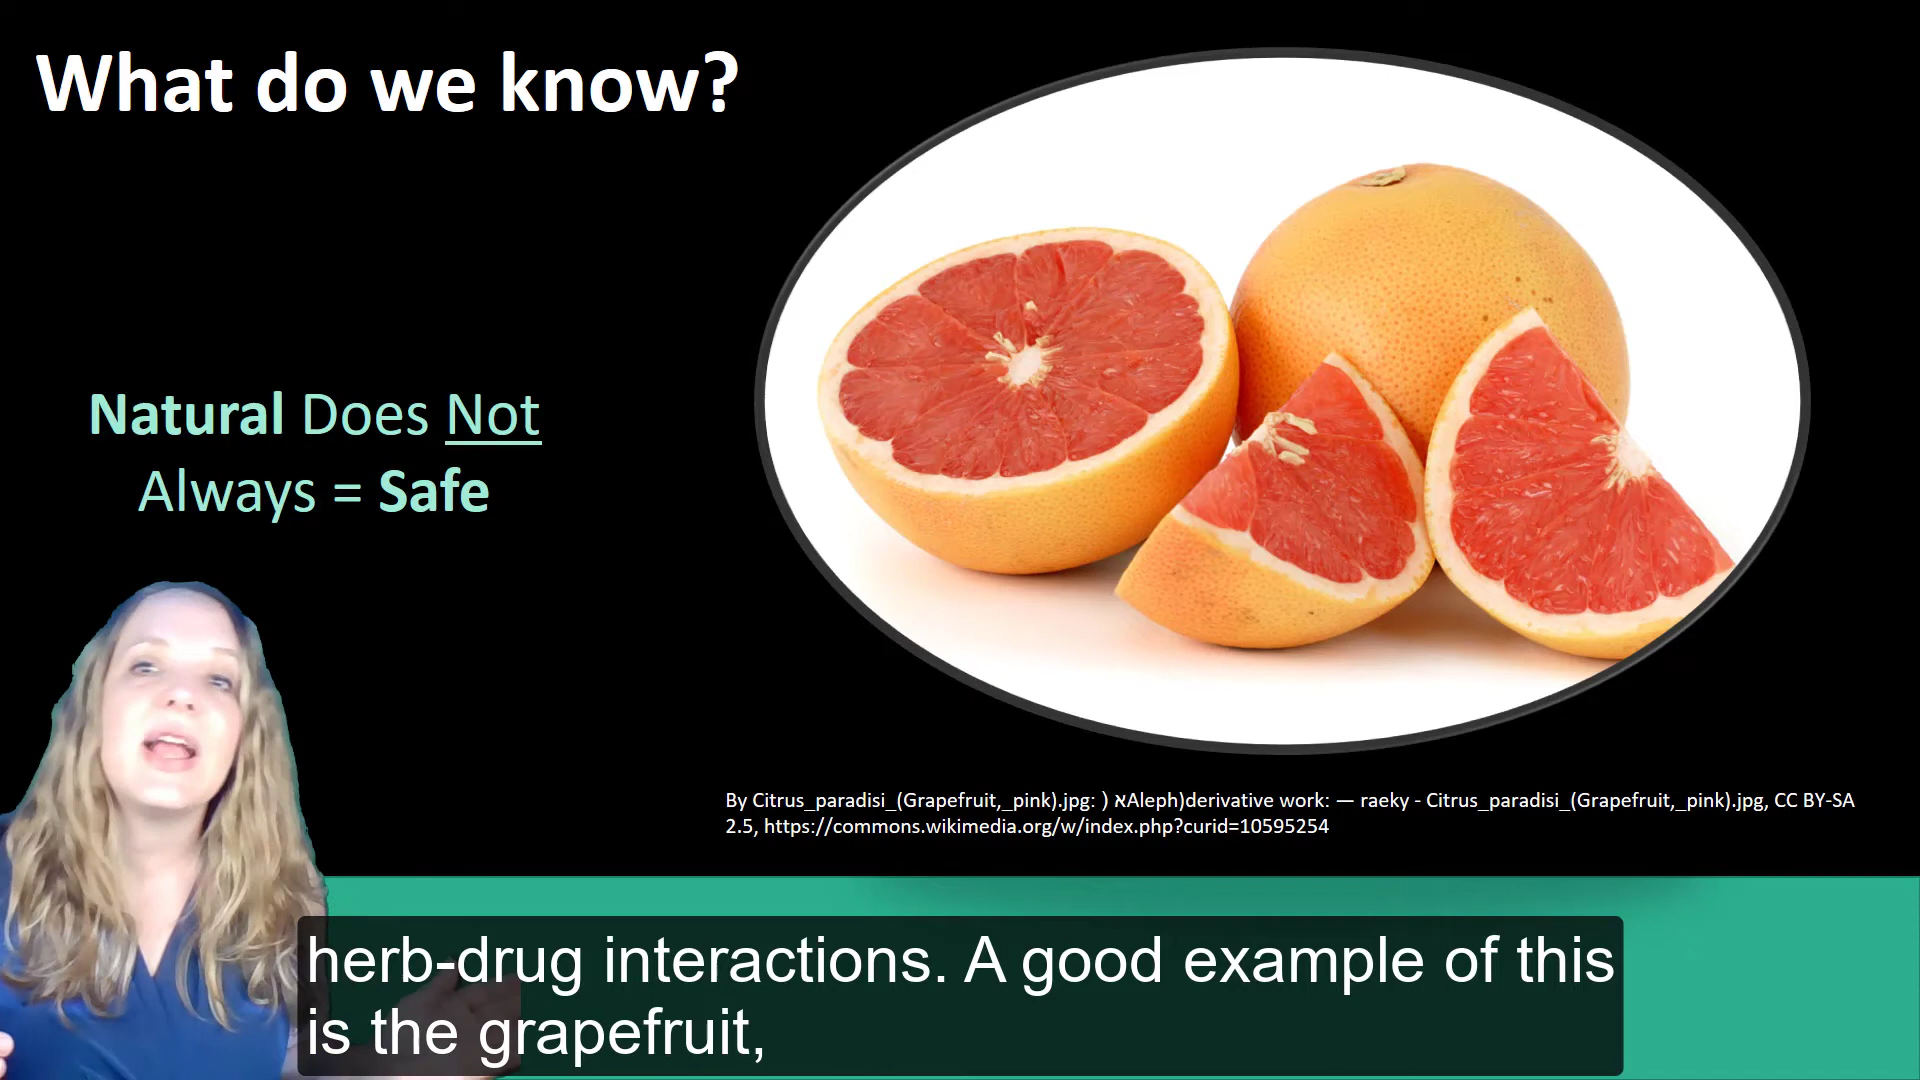 What do we know?
Natural Does Not
Always = Safe
By Citrus_paradisi_(Grapefruit,_pink).jpg: ) אAleph)derivative work: — raeky - Citrus_paradisi_(Grapefruit,_pink).jpg, CC BY-SA
2.5, https://commons.wikimedia.org/w/index.php?curid=10595254
herb-drug interactions. A good example of this
is the grapefruit,